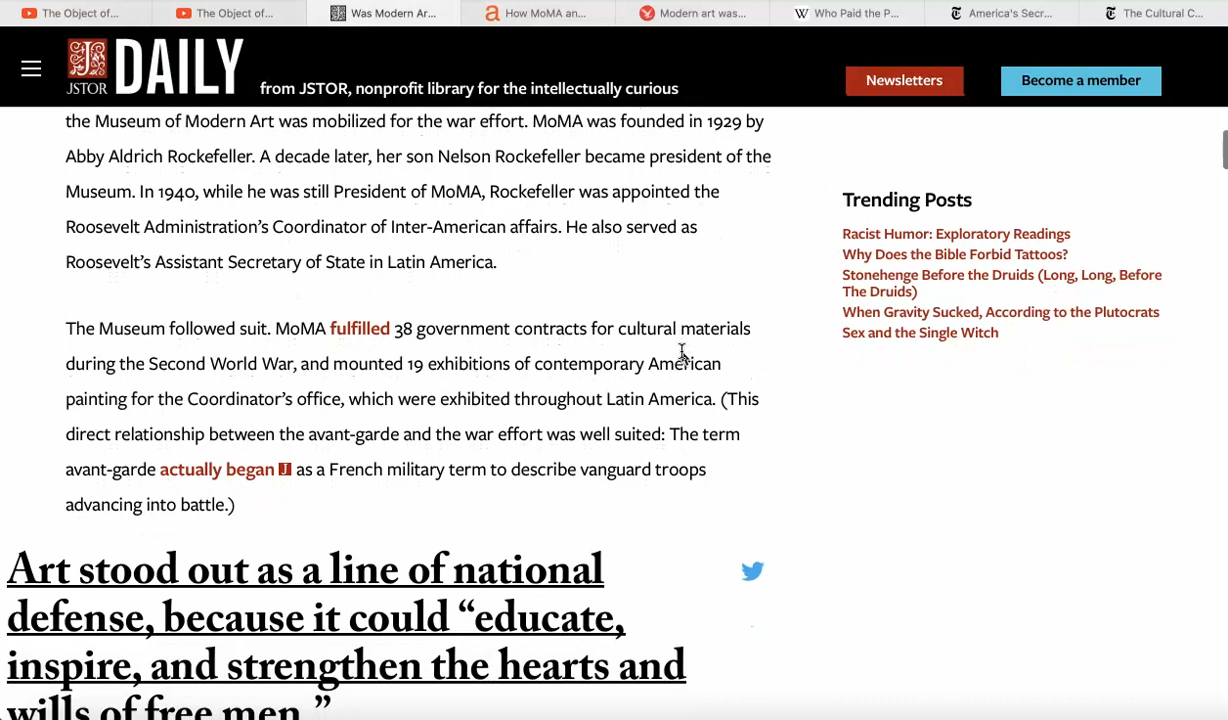 The Object of...
The Object of...
Was Modern Ar...
How MoMA an...
Modern art was...
Who Paid the P...
America's Secr...
The Cultural C...
JSTOR DAILY
from JSTOR, nonprofit library for the intellectually curious
Newsletters
Become a member
the Museum of Modern Art was mobilized for the war effort. MoMA was founded in 1929 by
Abby Aldrich Rockefeller. A decade later, her son Nelson Rockefeller became president of the
Museum. In 1940, while he was still President of MoMA, Rockefeller was appointed the
Roosevelt Administration’s Coordinator of Inter-American affairs. He also served as
Roosevelt’s Assistant Secretary of State in Latin America.
The Museum followed suit. MoMA fulfilled 38 government contracts for cultural materials
during the Second World War, and mounted 19 exhibitions of contemporary American
painting for the Coordinator’s office, which were exhibited throughout Latin America. (This
direct relationship between the avant-garde and the war effort was well suited: The term
avant-garde actually began J as a French military term to describe vanguard troops
advancing into battle.)
Art stood out as a line of national
defense, because it could “educate,
inspire, and strengthen the hearts and
wills of free men.”
Trending Posts
Racist Humor: Exploratory Readings
Why Does the Bible Forbid Tattoos?
Stonehenge Before the Druids (Long, Long, Before
The Druids)
When Gravity Sucked, According to the Plutocrats
Sex and the Single Witch